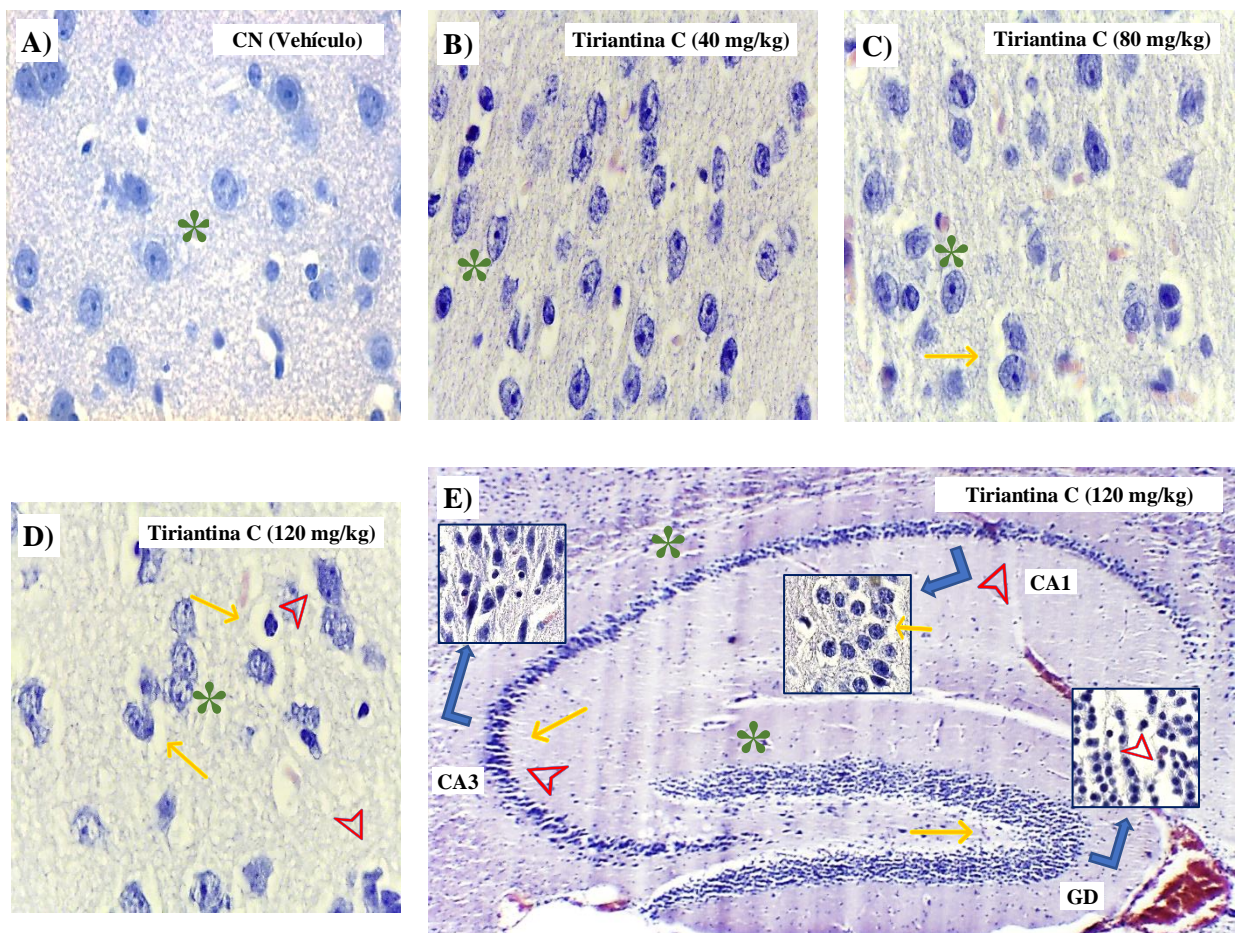 A)
CN (Vehículo)
B)
Tiriantina C (40 mg/kg)
C)
Tiriantina C (80 mg/kg)
D)
Tiriantina C (120 mg/kg)
E)
Tiriantina C (120 mg/kg)
CA1
CA3
GD